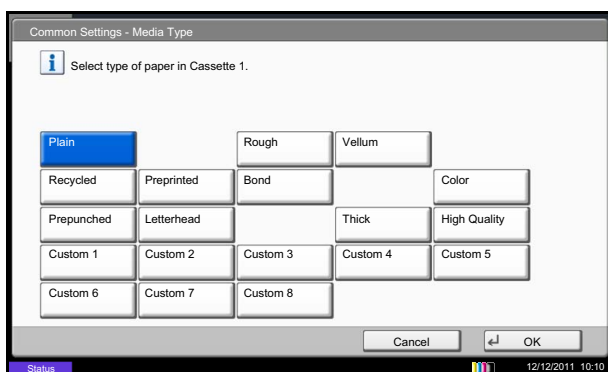 Common Settings - Media Type
Select type of paper in Cassette 1.
Plain Rough Vellum
Recycled Preprinted Bond Color
Prepunched Letterhead Thick High Quality
Custom 1 Custom 2 Custom 3 Custom 4 Custom 5
Custom 6 Custom 7 Custom 8
Cancel OK
Status 12/12/2011 10:10